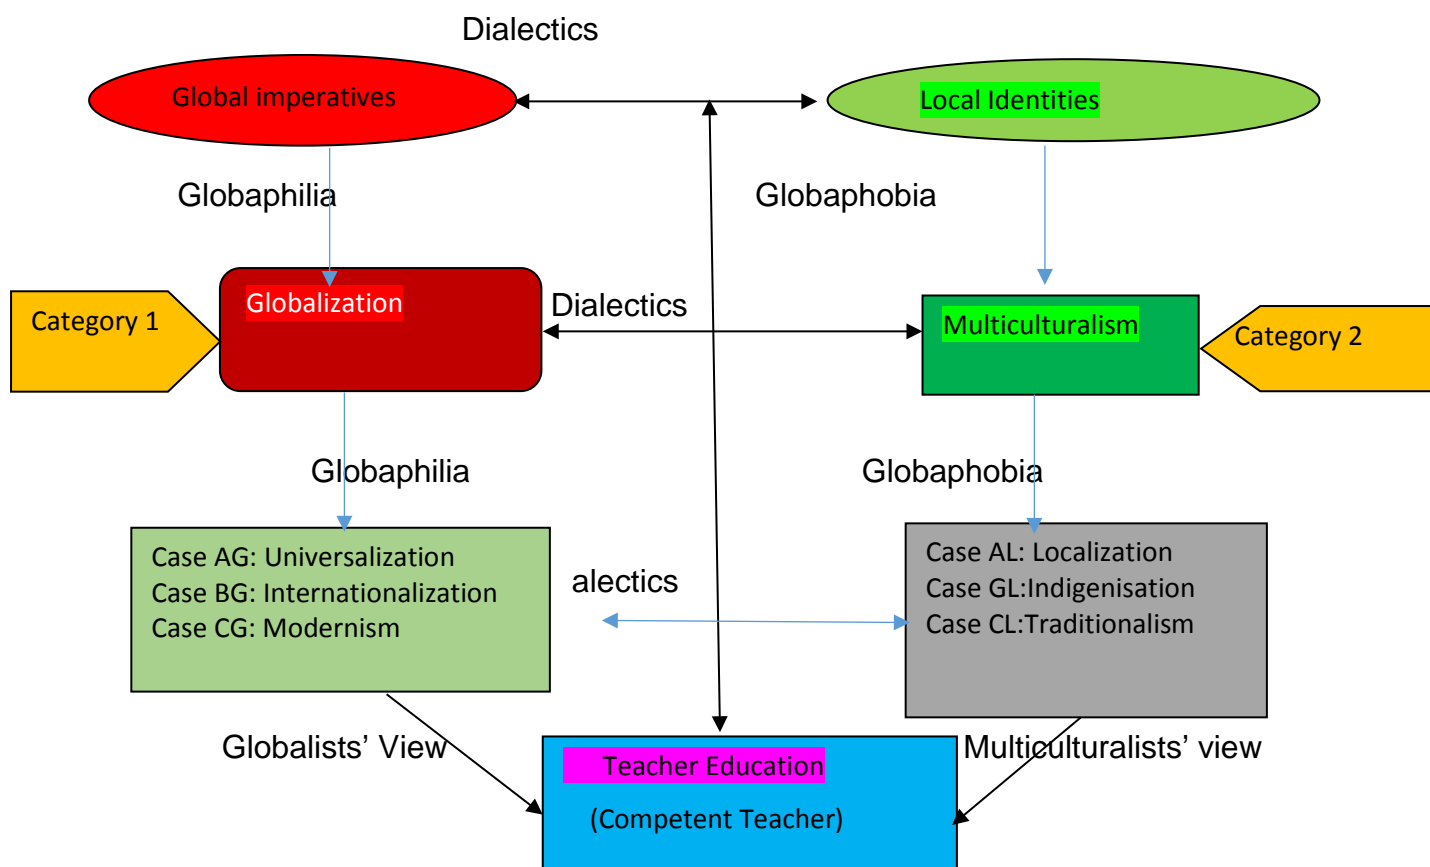 Dialectics
Global imperatives
Local Identities
Globaphilia
Globaphobia
Globalization
Dialectics
Category 1
Multiculturalism
Category 2
Globaphilia
Globaphobia
Case AG: Universalization
Case BG: Internationalization
Case CG: Modernism
alectics
Case AL: Localization
Case GL:Indigenisation
Case CL:Traditionalism
Globalists’ View
Multiculturalists’ view
Teacher Education
(Competent Teacher)